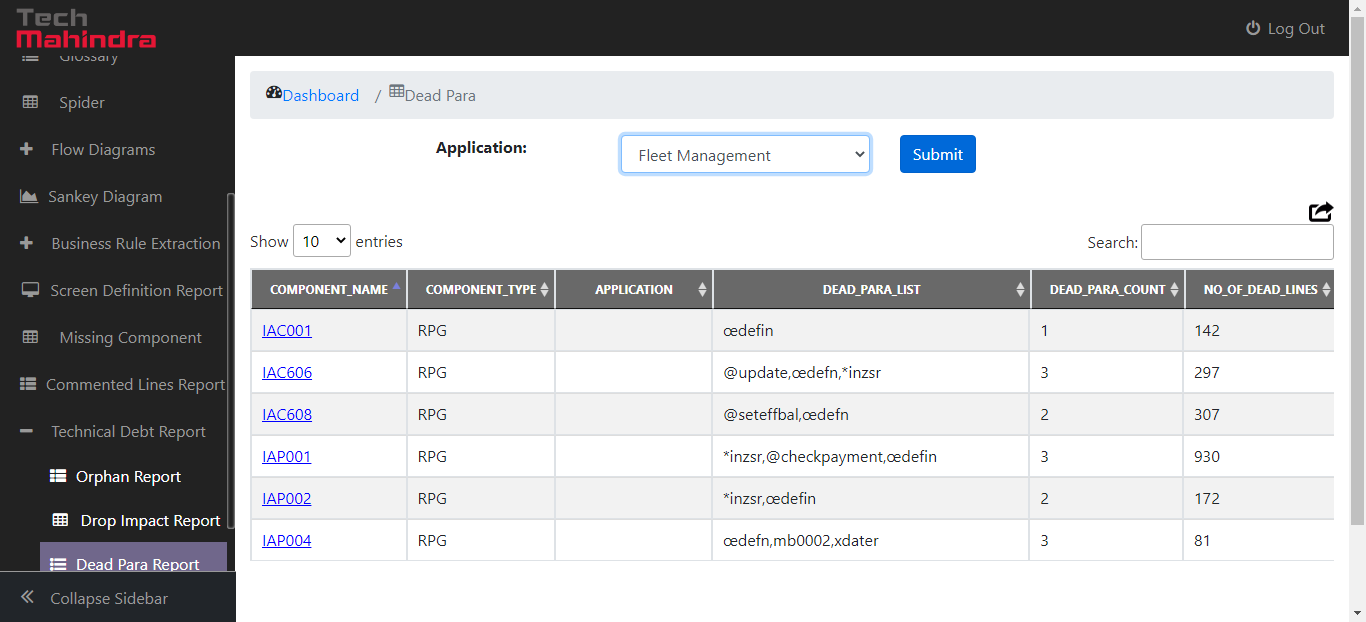 Tech
Mahindra
Log Out
Glossary
Spider
Flow Diagrams
Sankey Diagram
Business Rule Extraction
Screen Definition Report
Missing Component
Commented Lines Report
Technical Debt Report
Orphan Report
Drop Impact Report
Dead Para Report
Collapse Sidebar
Dashboard / Dead Para
Application: Fleet Management Submit
Show 10 entries Search:
COMPONENT_NAME COMPONENT_TYPE APPLICATION DEAD_PARA_LIST DEAD_PARA_COUNT NO_OF_DEAD_LINES
IAC001 RPG œdefin 1 142
IAC606 RPG @update,œdefn,*inzsr 3 297
IAC608 RPG @seteffbal,œdefn 2 307
IAP001 RPG *inzsr,@checkpayment,œdefin 3 930
IAP002 RPG *inzsr,œdefin 2 172
IAP004 RPG œdefn,mb0002,xdater 3 81